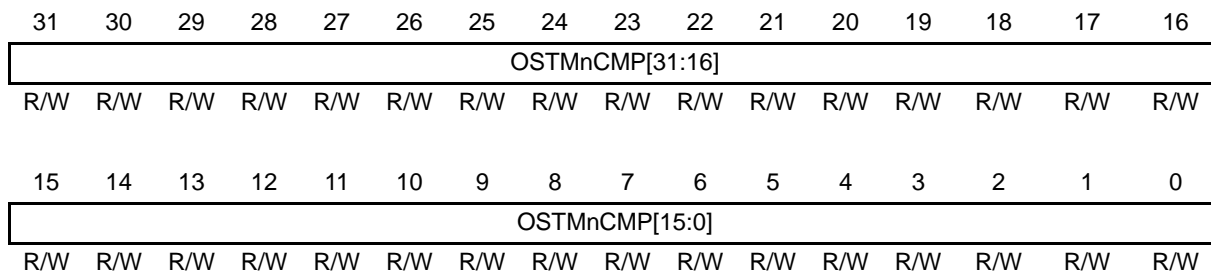 31 30 29 28 27 26 25 24 23 22 21 20 19 18 17 16
OSTMnCMP[31:16]
R/W R/W R/W R/W R/W R/W R/W R/W R/W R/W R/W R/W R/W R/W R/W R/W
15 14 13 12 11 10 9 8 7 6 5 4 3 2 1 0
OSTMnCMP[15:0]
R/W R/W R/W R/W R/W R/W R/W R/W R/W R/W R/W R/W R/W R/W R/W R/W